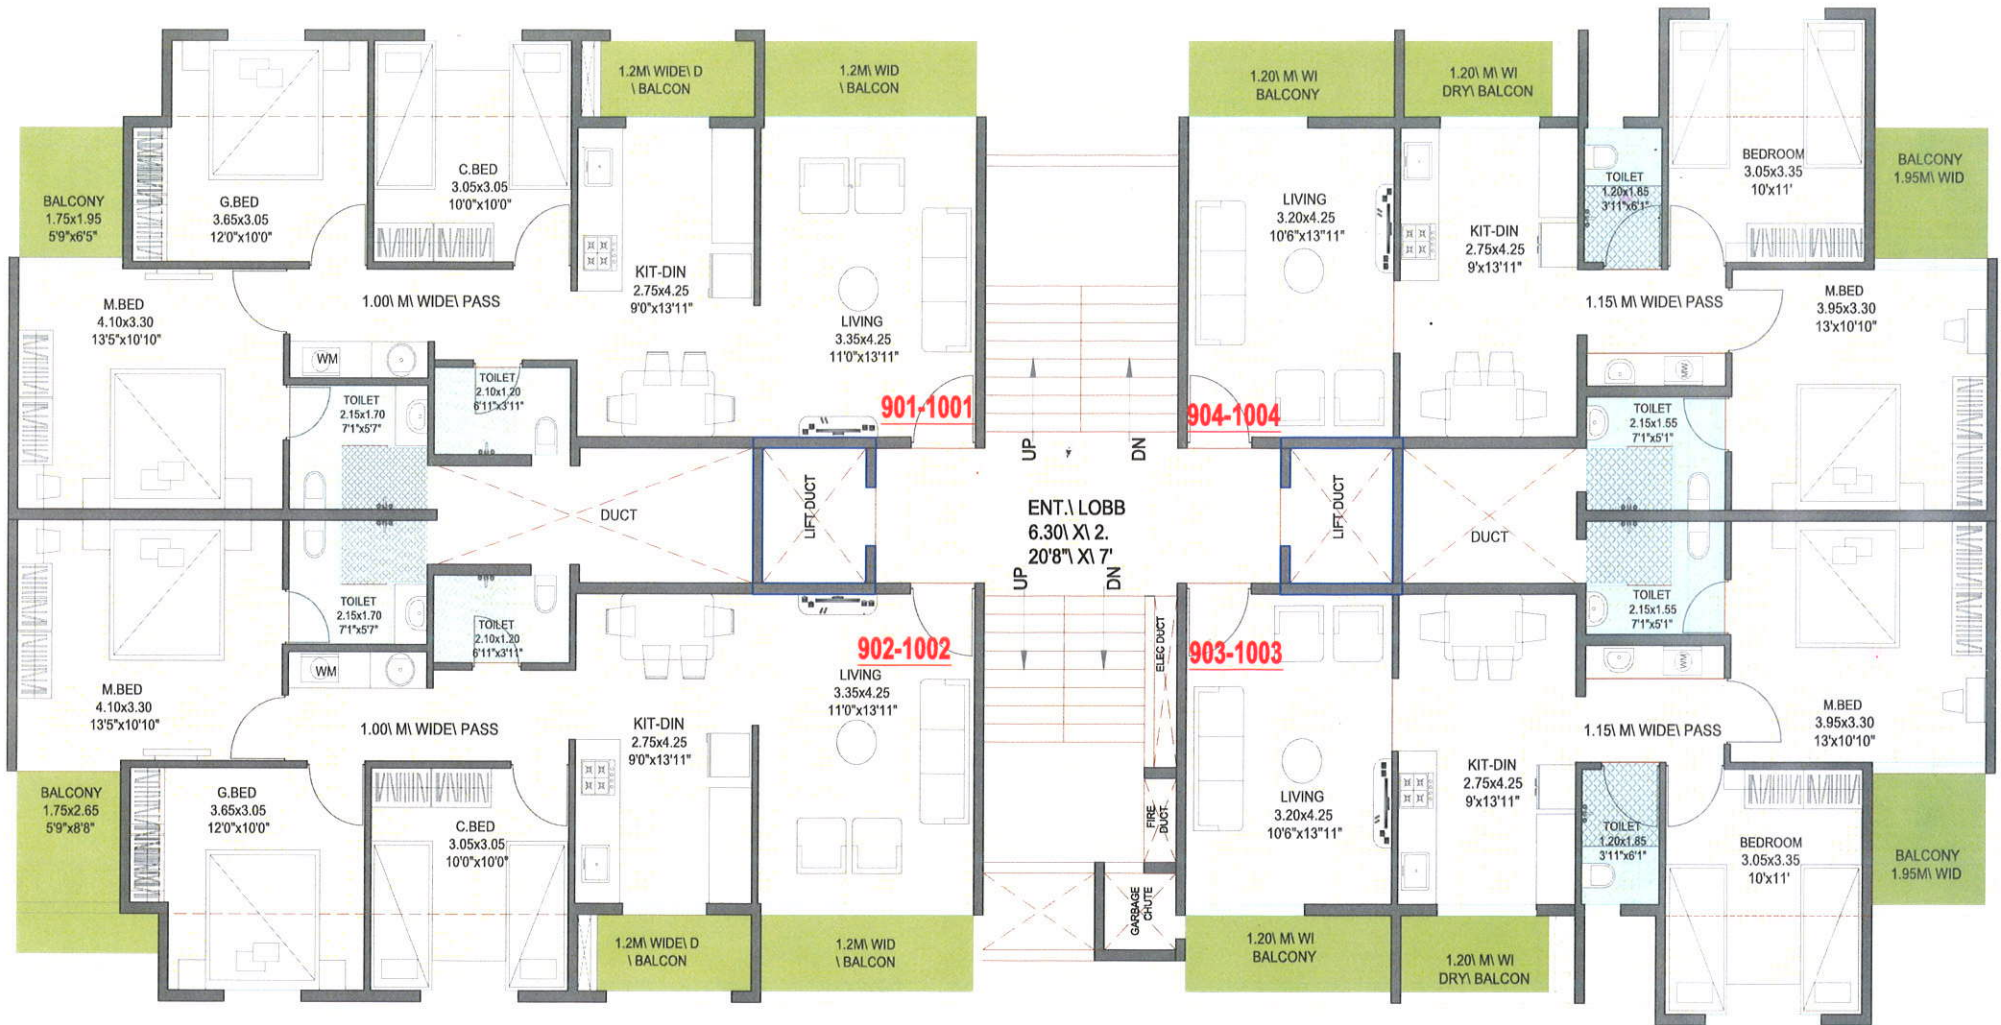 1.2M\ WIDE\ D
\ BALCON
1.2M\ WID
\ BALCON
1.20\ M\ WI
BALCONY
1.20\ M\ WI
DRY\ BALCON
BALCONY
1.75x1.95
5'9"x6'5"
G.BED
3.65x3.05
12'0"x10'0"
C.BED
3.05x3.05
10'0"x10'0"
KIT-DIN
2.75x4.25
9'0"x13'11"
LIVING
3.35x4.25
11'0"x13'11"
LIVING
3.20x4.25
10'6"x13'11"
KIT-DIN
2.75x4.25
9'x13'11"
TOILET
1.20x1.85
3'11"x6'1"
BEDROOM
3.05x3.35
10'x11'
BALCONY
1.95M\ WID
M.BED
4.10x3.30
13'5"x10'10"
1.00\ M\ WIDE\ PASS
1.15\ M\ WIDE\ PASS
M.BED
3.95x3.30
13'x10'10"
WM
WM
TOILET
2.15x1.70
7'1"x5'7"
TOILET
2.10x1.20
6'11"x3'11"
901-1001
904-1004
TOILET
2.15x1.55
7'1"x5'1"
UP
DN
DUCT
LIFT-DUCT
ENT.\ LOBB
6.30\ X\ 2.
20'8"\ X\ 7'
LIFT-DUCT
DUCT
UP
DN
TOILET
2.15x1.70
7'1"x5'7"
TOILET
2.10x1.20
6'11"x3'11"
902-1002
903-1003
ELEC DUCT
TOILET
2.15x1.55
7'1"x5'1"
WM
WM
M.BED
4.10x3.30
13'5"x10'10"
1.00\ M\ WIDE\ PASS
KIT-DIN
2.75x4.25
9'0"x13'11"
LIVING
3.35x4.25
11'0"x13'11"
1.15\ M\ WIDE\ PASS
M.BED
3.95x3.30
13'x10'10"
BALCONY
1.75x2.65
5'9"x8'8"
G.BED
3.65x3.05
12'0"x10'0"
C.BED
3.05x3.05
10'0"x10'0"
FIRE
DUCT
LIVING
3.20x4.25
10'6"x13'11"
KIT-DIN
2.75x4.25
9'x13'11"
TOILET
1.20x1.85
3'11"x6'1"
BEDROOM
3.05x3.35
10'x11'
BALCONY
1.95M\ WID
GARBAGE
CHUTE
1.2M\ WIDE\ D
\ BALCON
1.2M\ WID
\ BALCON
1.20\ M\ WI
BALCONY
1.20\ M\ WI
DRY\ BALCON